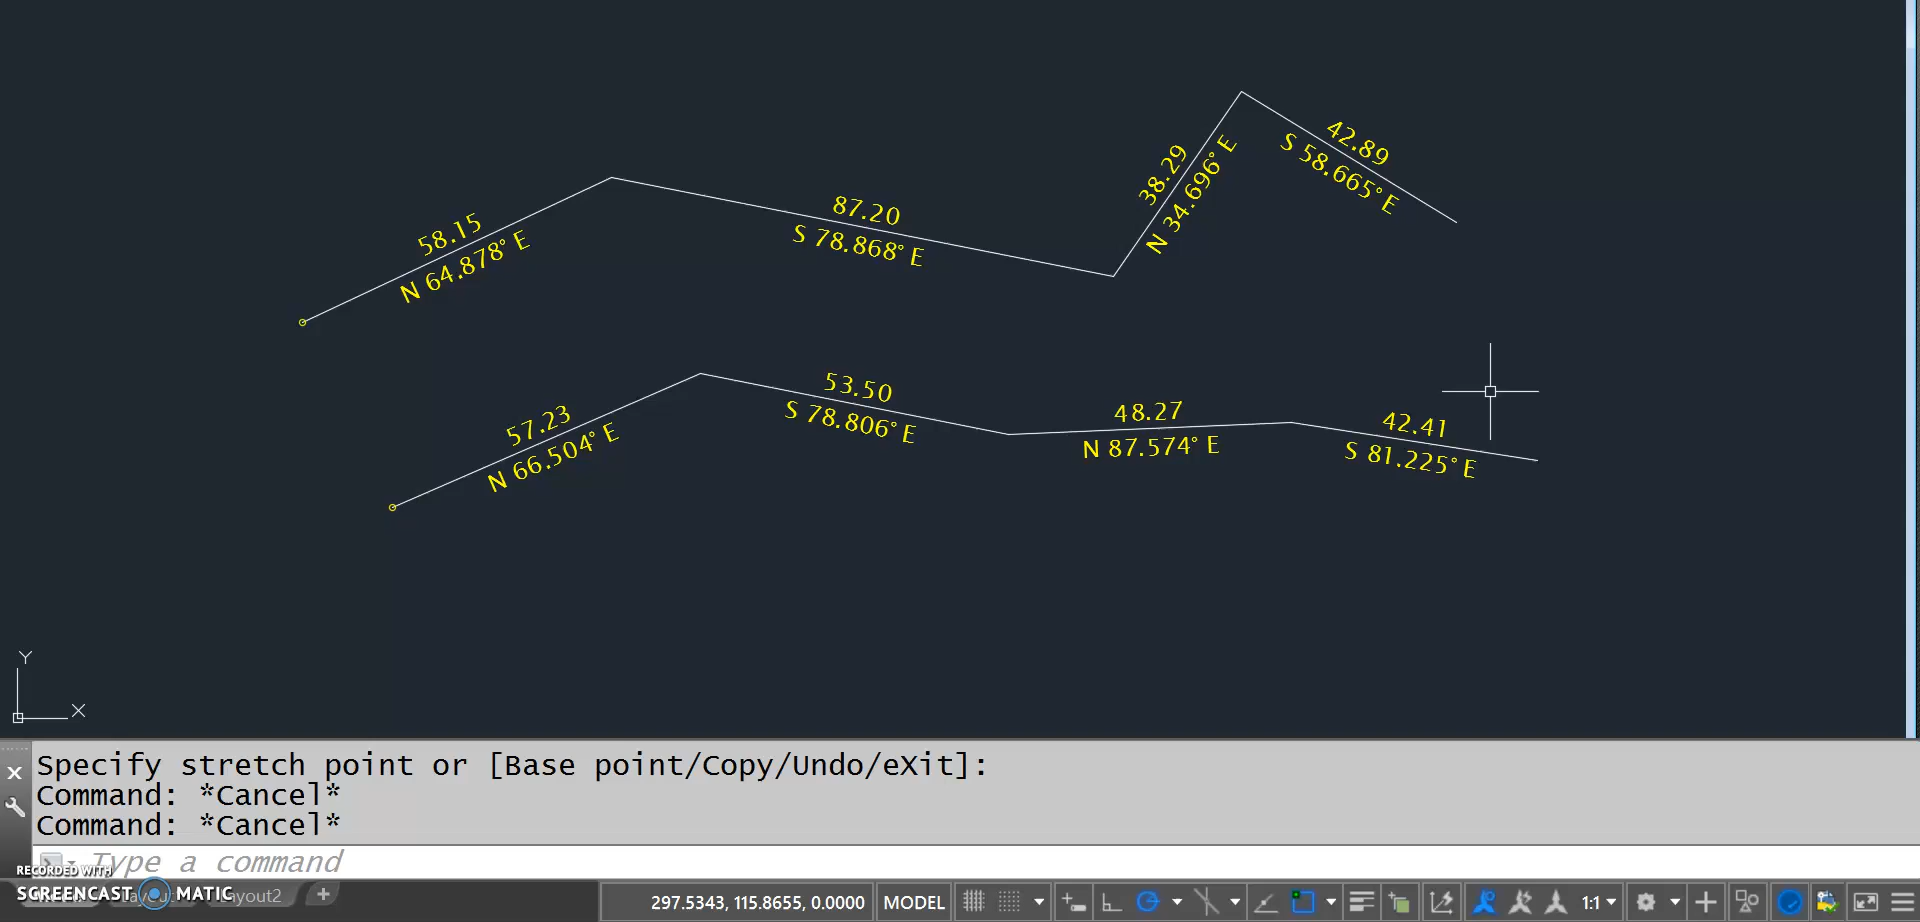 42.89
S 58.665° E
38.29
N 34.696° E
87.20
S 78.868° E
58.15
N 64.878° E
53.50
S 78.806° E
57.23
N 66.504° E
48.27
N 87.574° E
42.41
S 81.225° E
Y
X
Specify stretch point or [Base point/Copy/Undo/eXit]:
Command: *Cancel*
Command: *Cancel*
Type a command
RECORDED WITH
SCREENCAST MATIC
Layout2
297.5343, 115.8655, 0.0000 MODEL 1:1